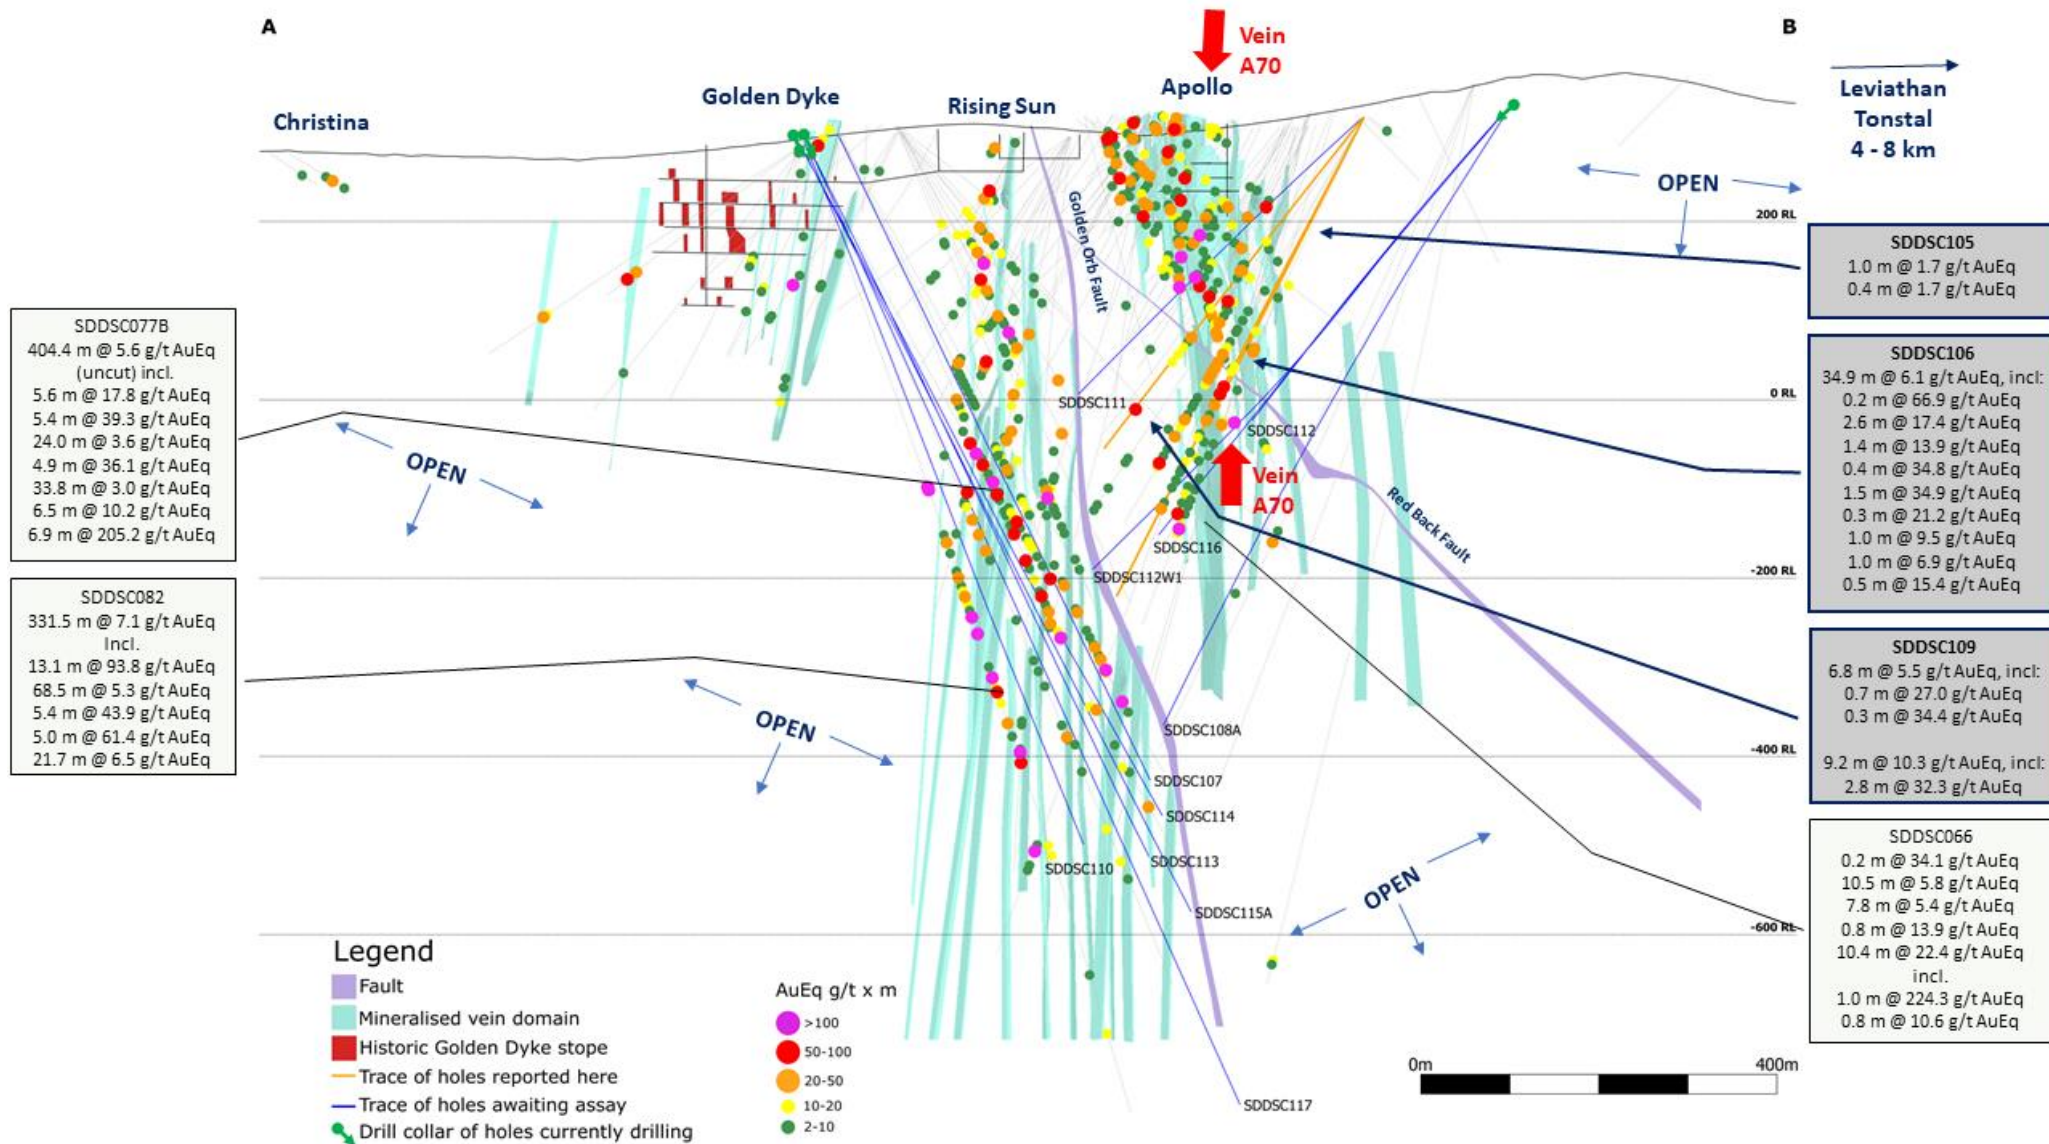 A
B
Vein
A70
Christina
Golden Dyke
Rising Sun
Apollo
Leviathan
Tonstal
4 - 8 km
OPEN
200 RL
Golden Orb Fault
SDDSC105
1.0 m @ 1.7 g/t AuEq
0.4 m @ 1.7 g/t AuEq
SDDSC077B
404.4 m @ 5.6 g/t AuEq
(uncut) incl.
5.6 m @ 17.8 g/t AuEq
5.4 m @ 39.3 g/t AuEq
24.0 m @ 3.6 g/t AuEq
4.9 m @ 36.1 g/t AuEq
33.8 m @ 3.0 g/t AuEq
6.5 m @ 10.2 g/t AuEq
6.9 m @ 205.2 g/t AuEq
SDDSC106
34.9 m @ 6.1 g/t AuEq, incl:
0.2 m @ 66.9 g/t AuEq
2.6 m @ 17.4 g/t AuEq
1.4 m @ 13.9 g/t AuEq
0.4 m @ 34.8 g/t AuEq
1.5 m @ 34.9 g/t AuEq
0.3 m @ 21.2 g/t AuEq
1.0 m @ 9.5 g/t AuEq
1.0 m @ 6.9 g/t AuEq
0.5 m @ 15.4 g/t AuEq
0 RL
SDDSC111
SDDSC112
OPEN
Vein
A70
Red Back Fault
SDDSC116
SDDSC112W1
-200 RL
SDDSC082
331.5 m @ 7.1 g/t AuEq
Incl.
13.1 m @ 93.8 g/t AuEq
68.5 m @ 5.3 g/t AuEq
5.4 m @ 43.9 g/t AuEq
5.0 m @ 61.4 g/t AuEq
21.7 m @ 6.5 g/t AuEq
SDDSC109
6.8 m @ 5.5 g/t AuEq, incl:
0.7 m @ 27.0 g/t AuEq
0.3 m @ 34.4 g/t AuEq
9.2 m @ 10.3 g/t AuEq, incl:
2.8 m @ 32.3 g/t AuEq
OPEN
SDDSC108A
-400 RL
SDDSC107
SDDSC114
SDDSC113
SDDSC110
SDDSC115A
OPEN
-600 RL
SDDSC066
0.2 m @ 34.1 g/t AuEq
10.5 m @ 5.8 g/t AuEq
7.8 m @ 5.4 g/t AuEq
0.8 m @ 13.9 g/t AuEq
10.4 m @ 22.4 g/t AuEq
incl.
1.0 m @ 224.3 g/t AuEq
0.8 m @ 10.6 g/t AuEq
Legend
Fault
Mineralised vein domain
Historic Golden Dyke stope
Trace of holes reported here
Trace of holes awaiting assay
Drill collar of holes currently drilling
AuEq g/t x m
>100
50-100
20-50
10-20
2-10
SDDSC117
0m
400m